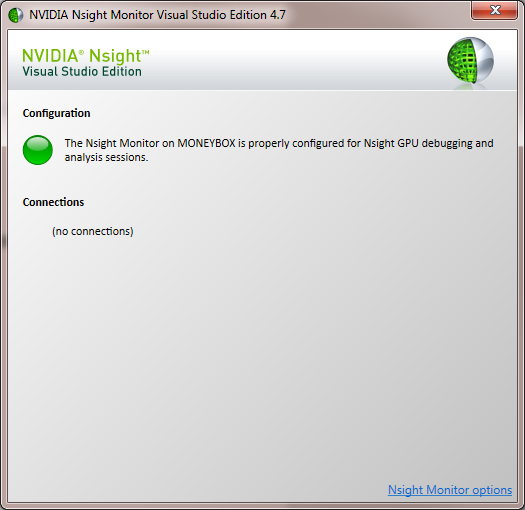 NVIDIA Nsight Monitor Visual Studio Edition 4.7
NVIDIA® Nsight™
Visual Studio Edition
Configuration
The Nsight Monitor on MONEYBOX is properly configured for Nsight GPU debugging and
analysis sessions.
Connections
(no connections)
Nsight Monitor options